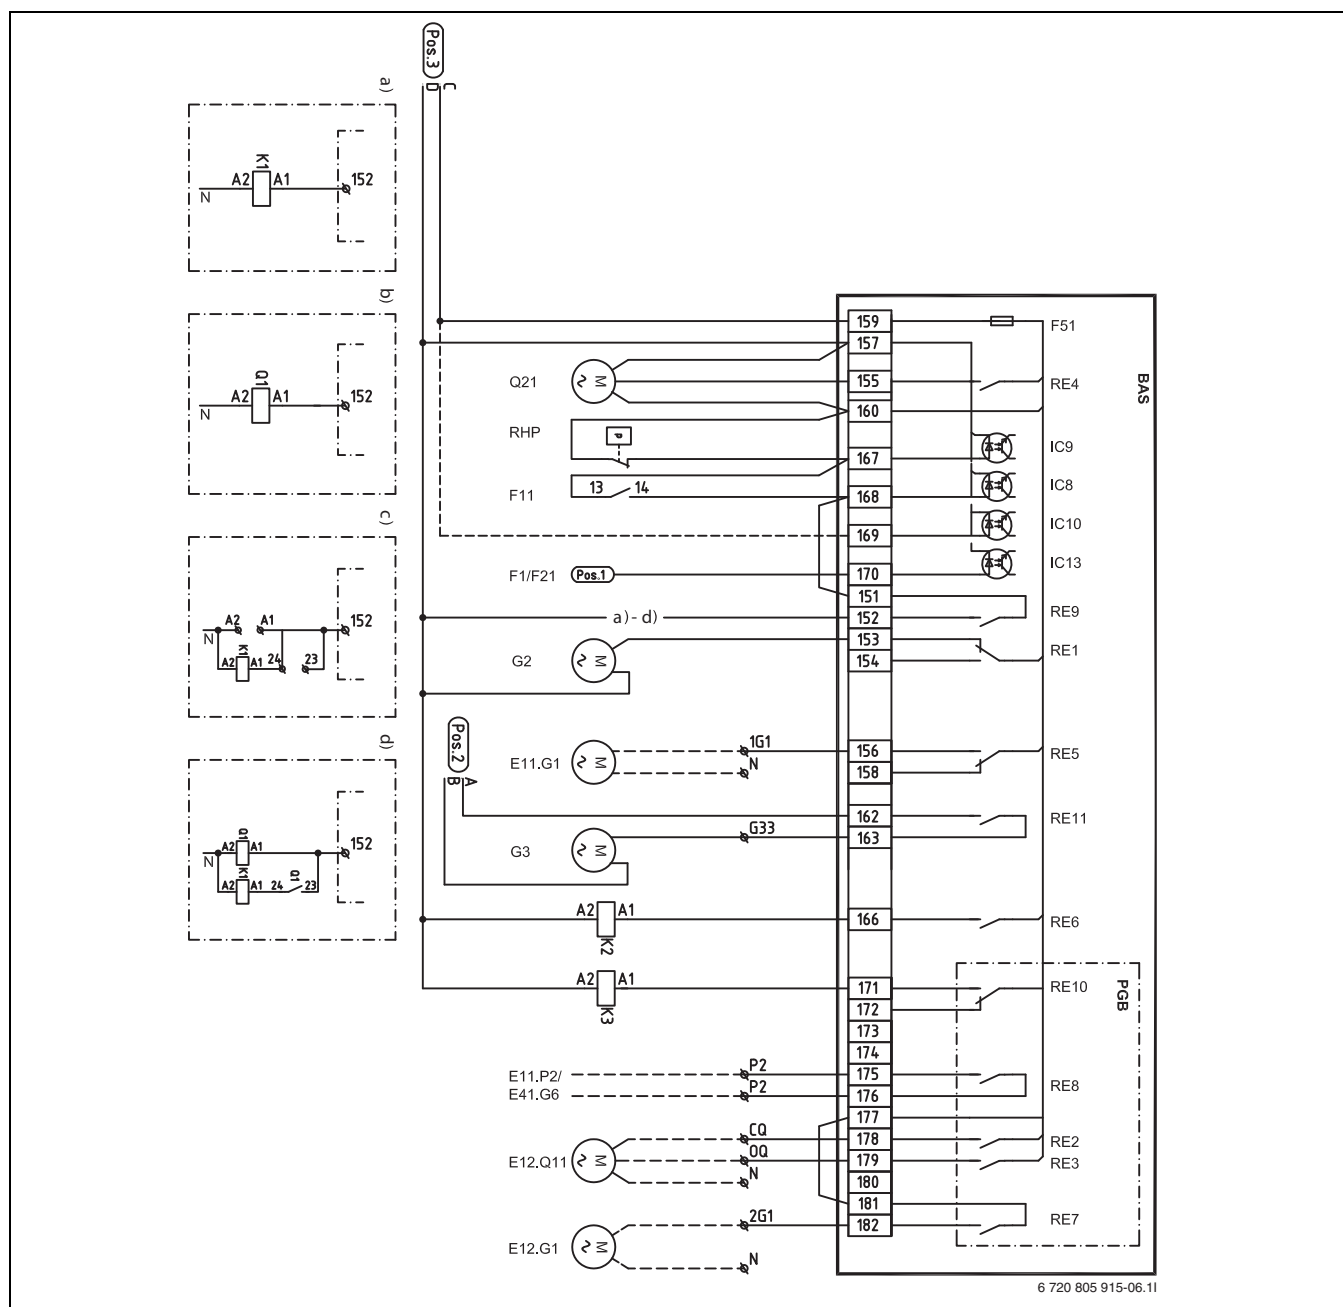 Pos.3
C
D
a)
K1
A2 A1
152
N
b)
Q1
A2 A1
152
N
c)
A2 A1
152
N
K1
A2 A1 24 23
d)
Q1
A2 A1
152
N
K1
Q1
A2 A1 24 23
BAS
159 F51
157
Q21 M ~ 155 RE4
160
RHP P 167 IC9
F11 13 14 168 IC8
169 IC10
F1/F21 Pos.1 170 IC13
151
a) - d) 152 RE9
153
G2 M ~ 154 RE1
Pos.2
A
B
E11.G1 M ~ 1G1 156 RE5
N 158
162 RE11
G3 M ~ G33 163
A2 A1 166 RE6
K2
PGB
A2 A1 171 RE10
K3
172
173
174
E11.P2/ P2 175 RE8
E41.G6 P2 176
177
CQ 178 RE2
E12.Q11 M ~ OQ 179 RE3
N 180
181
2G1 182 RE7
E12.G1 M ~
N
6 720 805 915-06.1I